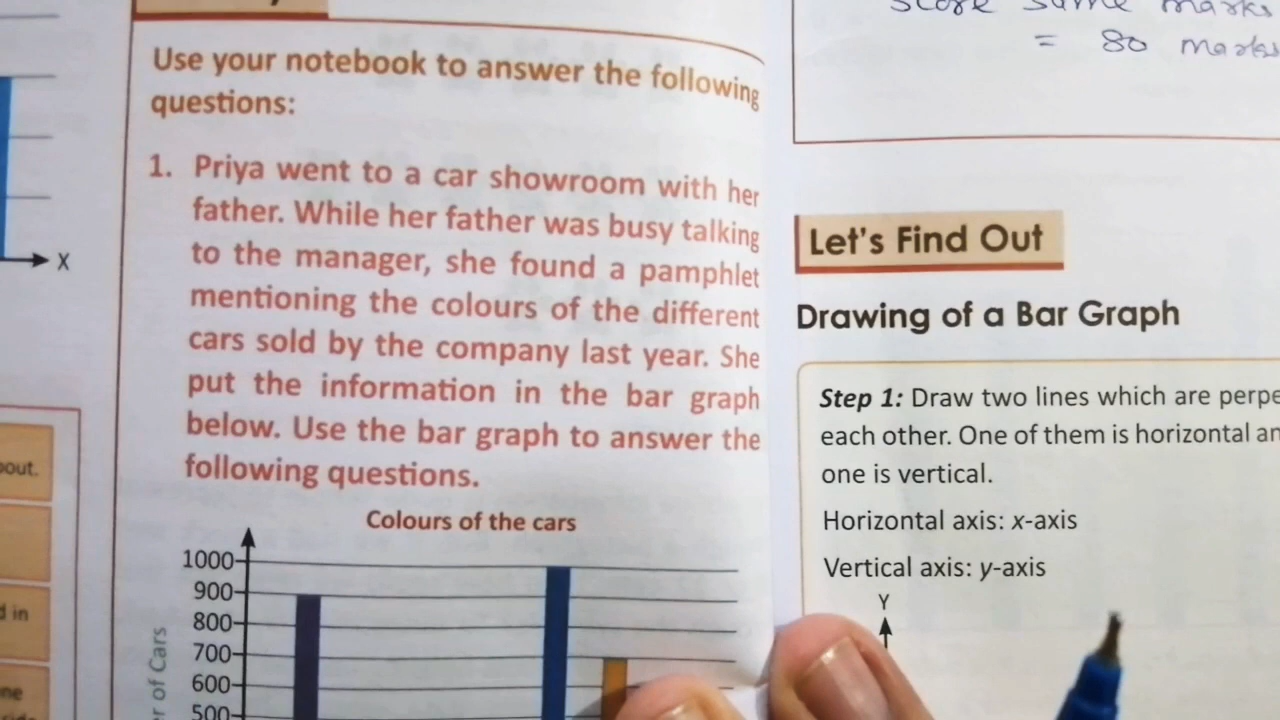 Use your notebook to answer the following
questions:
1. Priya went to a car showroom with her
father. While her father was busy talking
to the manager, she found a pamphlet
mentioning the colours of the different
cars sold by the company last year. She
put the information in the bar graph
below. Use the bar graph to answer the
following questions.
Colours of the cars
1000
900
800
700
600
500
of Cars
X
out.
in
same marks
= 80 marks
Let's Find Out
Drawing of a Bar Graph
Step 1: Draw two lines which are
each other. One of them is horizontal
one is vertical.
Horizontal axis: x-axis
Vertical axis: y-axis
Y